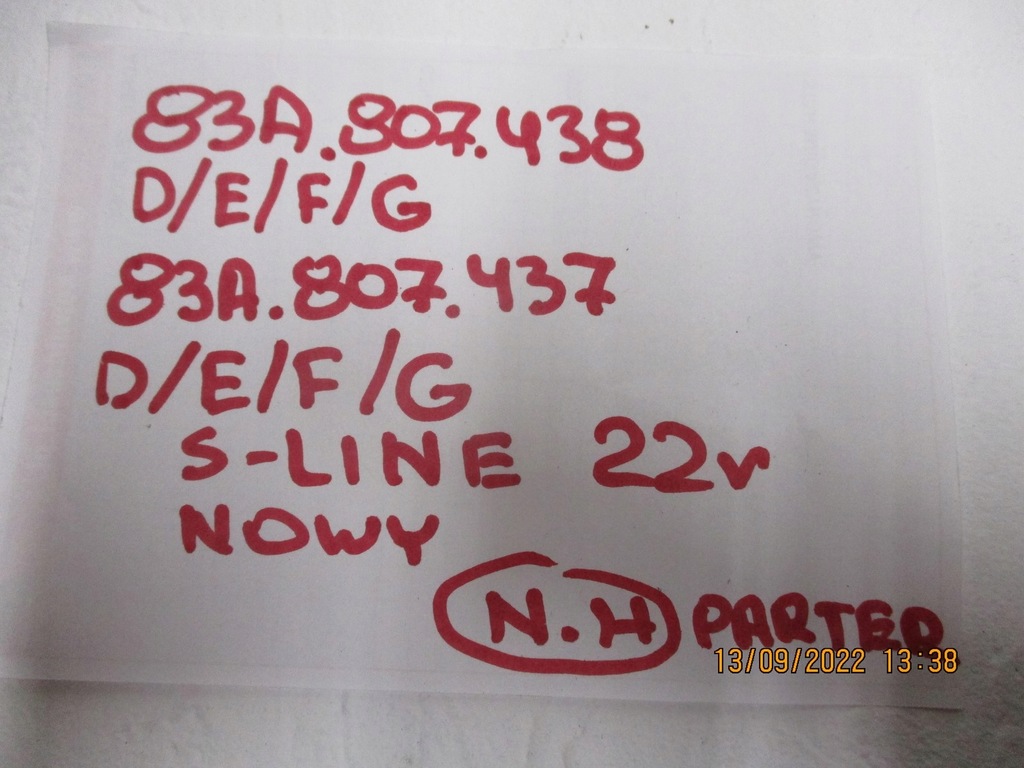 83A.807.438
D/E/F/G
83A.807.437
D/E/F/G
S-LINE 22r
NOWY
N.H PARTED
13/09/2022 13:38